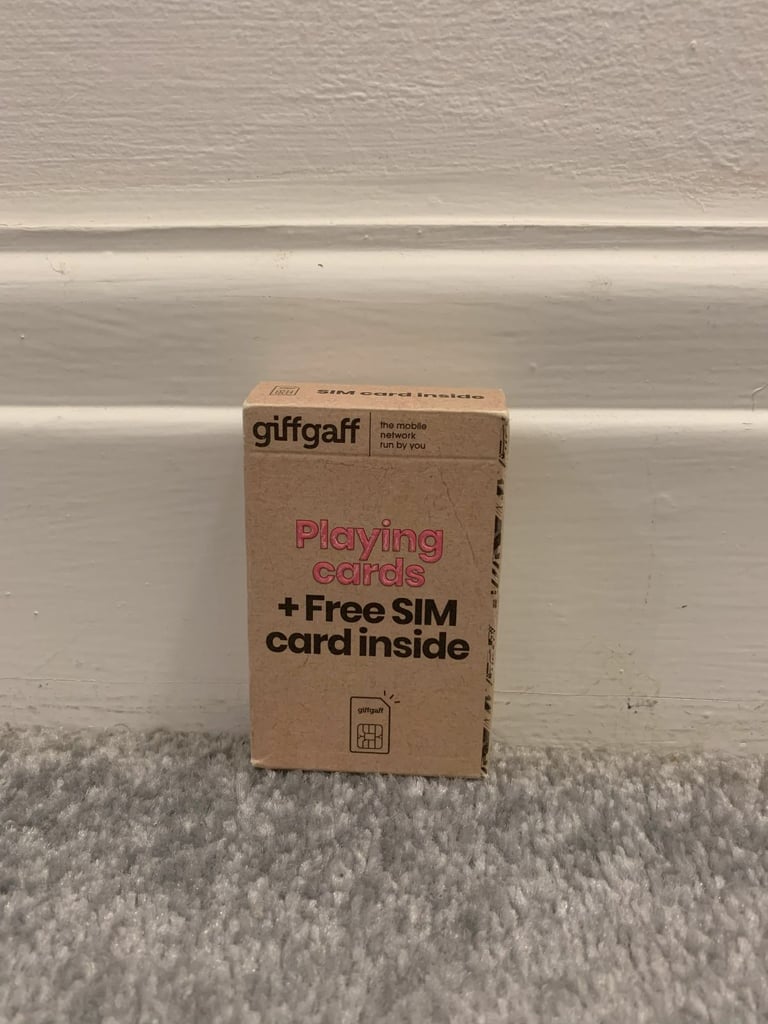 SIM card inside
giffgaff
the mobile
network
run by you
Playing
cards
+ Free SIM
card inside
giffgaff